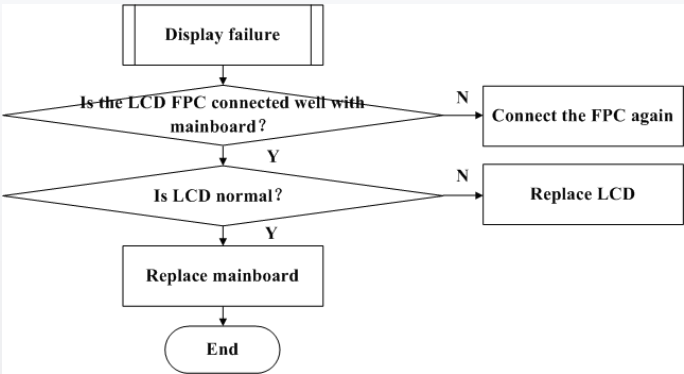 Display failure
Is the LCD FPC connected well with
mainboard?
N
Connect the FPC again
Y
Is LCD normal?
N
Replace LCD
Y
Replace mainboard
End